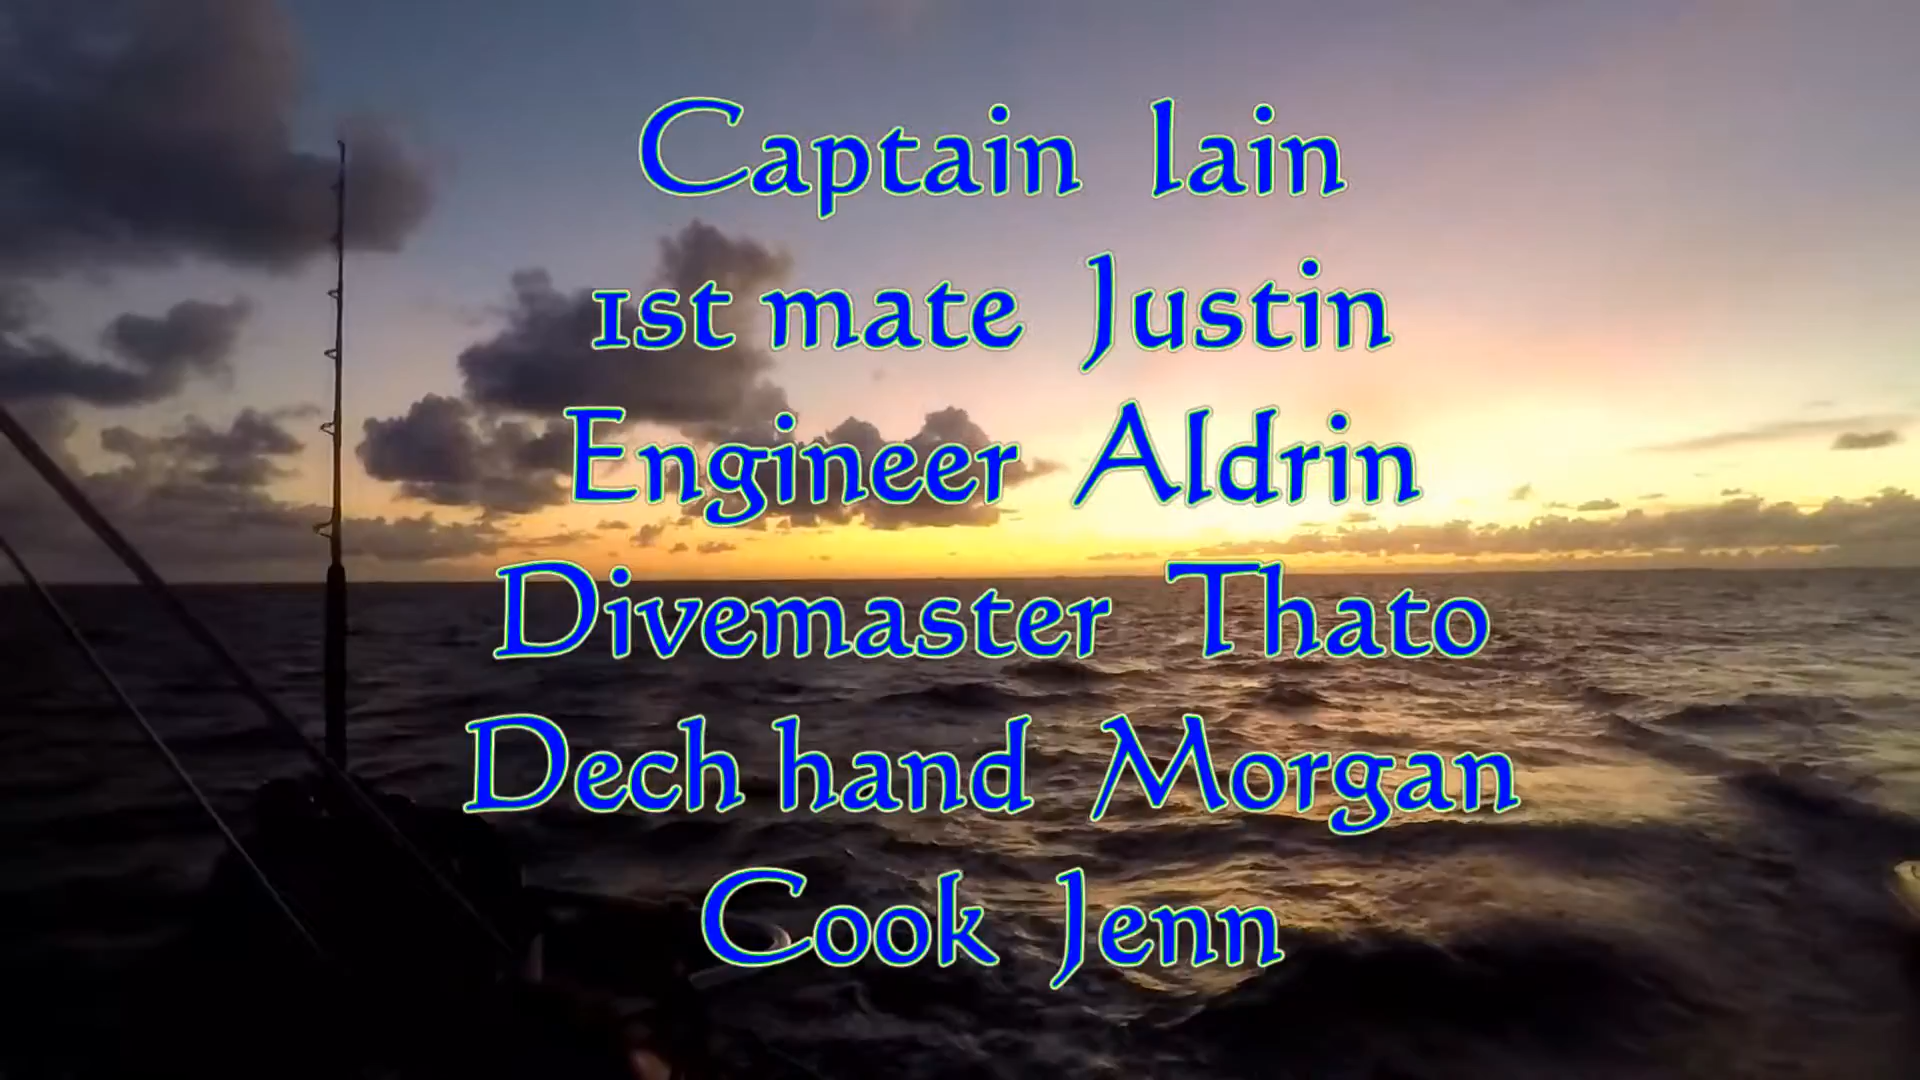 Captain Iain
1st mate Justin
Engineer Aldrin
Divemaster Thato
Dech hand Morgan
Cook Jenn